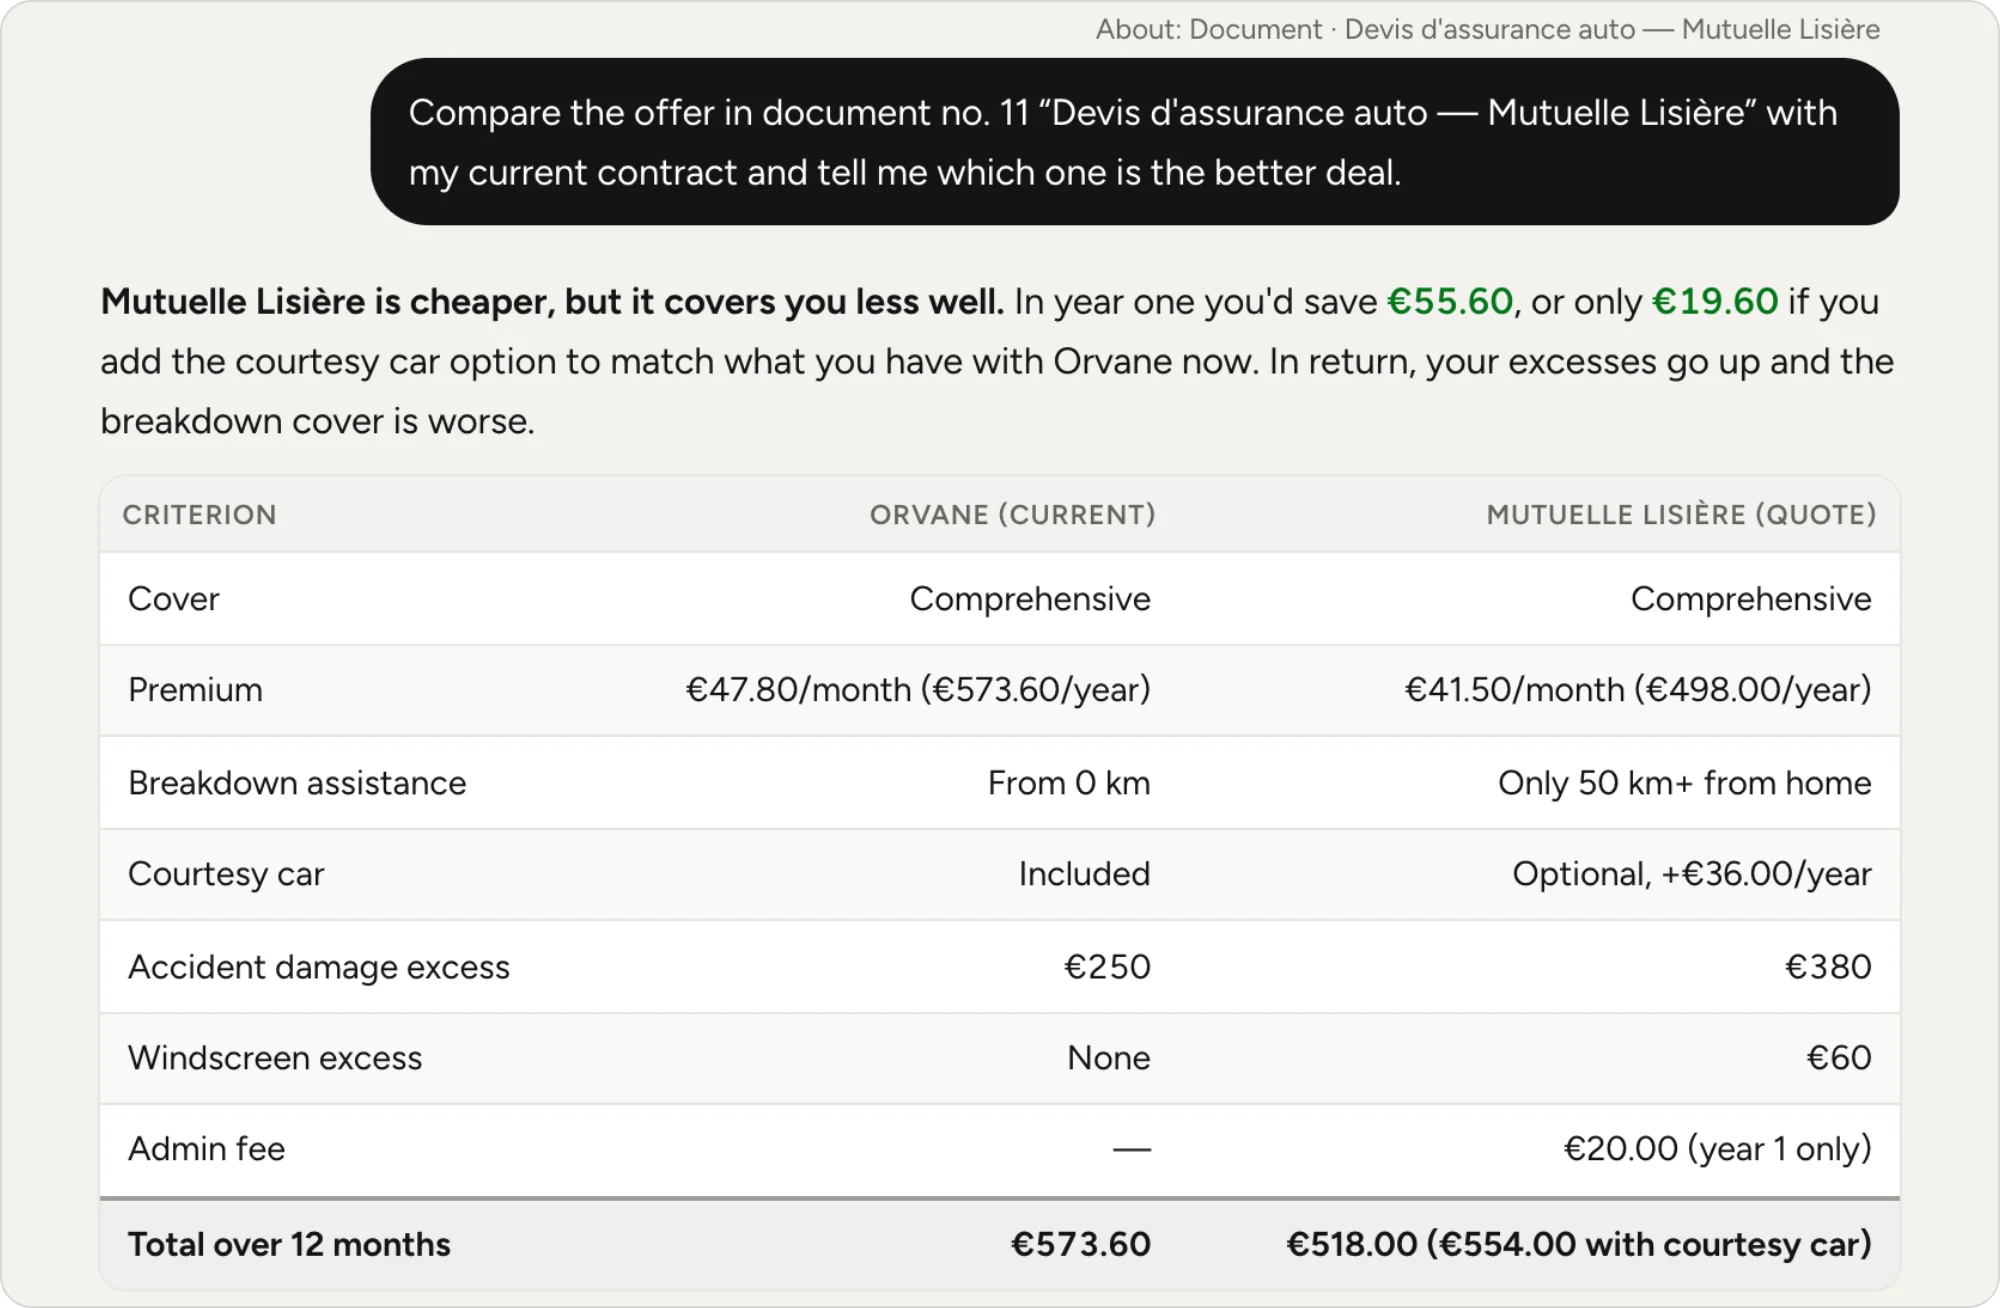 About: Document · Devis d'assurance auto — Mutuelle Lisière
Compare the offer in document no. 11 “Devis d'assurance auto — Mutuelle Lisière” with
my current contract and tell me which one is the better deal.
Mutuelle Lisière is cheaper, but it covers you less well. In year one you'd save €55.60, or only €19.60 if you
add the courtesy car option to match what you have with Orvane now. In return, your excesses go up and the
breakdown cover is worse.
CRITERION ORVANE (CURRENT) MUTUELLE LISIÈRE (QUOTE)
Cover Comprehensive Comprehensive
Premium €47.80/month (€573.60/year) €41.50/month (€498.00/year)
Breakdown assistance From 0 km Only 50 km+ from home
Courtesy car Included Optional, +€36.00/year
Accident damage excess €250 €380
Windscreen excess None €60
Admin fee — €20.00 (year 1 only)
Total over 12 months €573.60 €518.00 (€554.00 with courtesy car)